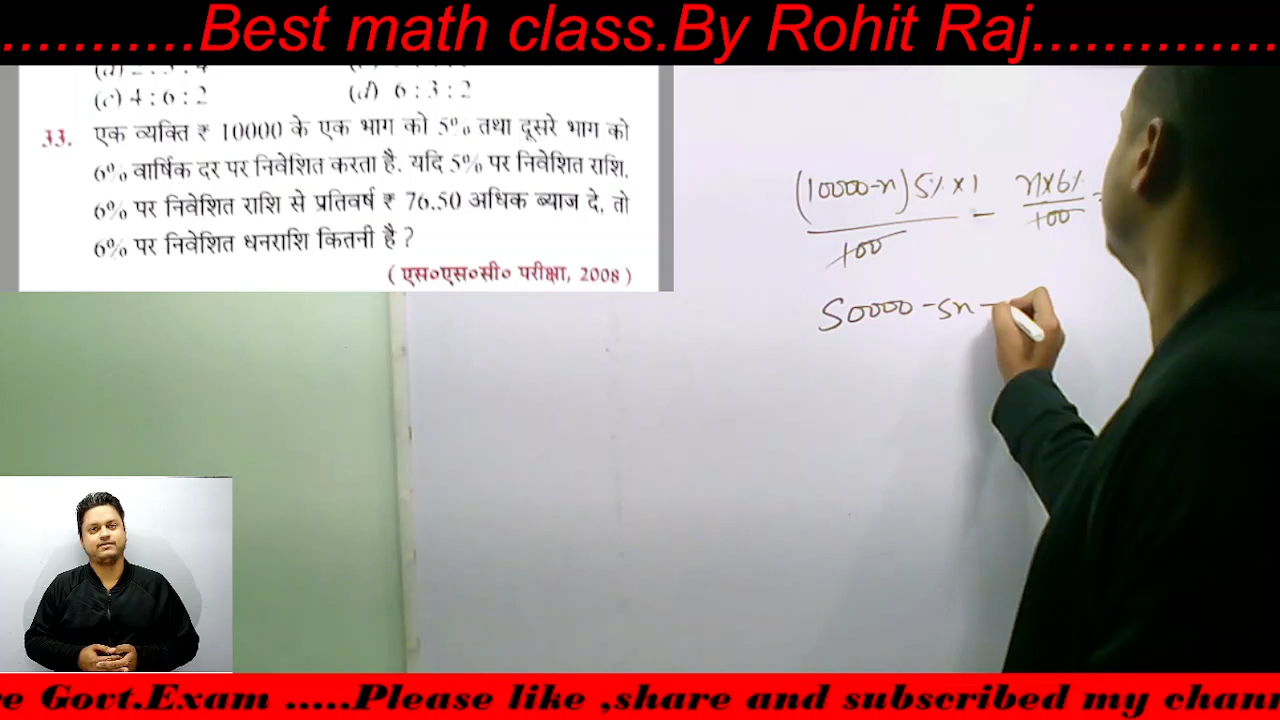 ...........Best math class.By Rohit Raj..............
(c) 4 : 6 : 2 (d) 6 : 3 : 2
33. एक व्यक्ति ₹ 10000 के एक भाग को 5% तथा दूसरे भाग को
6% वार्षिक दर पर निवेशित करता है. यदि 5% पर निवेशित राशि,
6% पर निवेशित राशि से प्रतिवर्ष ₹ 76.50 अधिक ब्याज दे, तो
6% पर निवेशित धनराशि कितनी है ?
( एस०एस०सी० परीक्षा, 2008 )
(10000-n) 5% × 1 / 100 - n×6% / 100 =
50000 - 5n -
re Govt.Exam .....Please like ,share and subscribed my chann